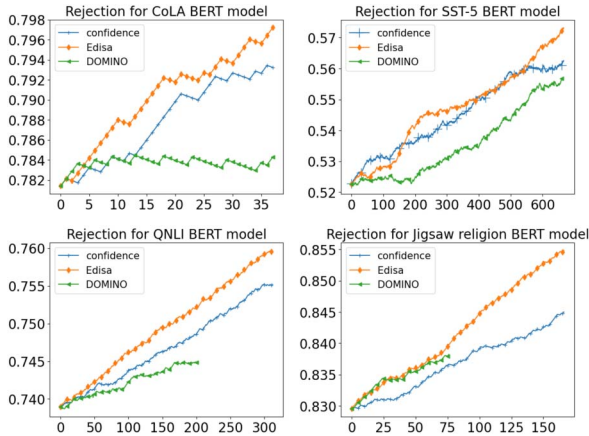 Rejection for CoLA BERT model
0.798
0.796
0.794
0.792
0.790
0.788
0.786
0.784
0.782
confidence
Edisa
DOMINO
0 5 10 15 20 25 30 35
Rejection for SST-5 BERT model
0.57
0.56
0.55
0.54
0.53
0.52
confidence
Edisa
DOMINO
0 100 200 300 400 500 600
Rejection for QNLI BERT model
0.760
0.755
0.750
0.745
0.740
confidence
Edisa
DOMINO
0 50 100 150 200 250 300
Rejection for Jigsaw religion BERT model
0.855
0.850
0.845
0.840
0.835
0.830
confidence
Edisa
DOMINO
0 25 50 75 100 125 150